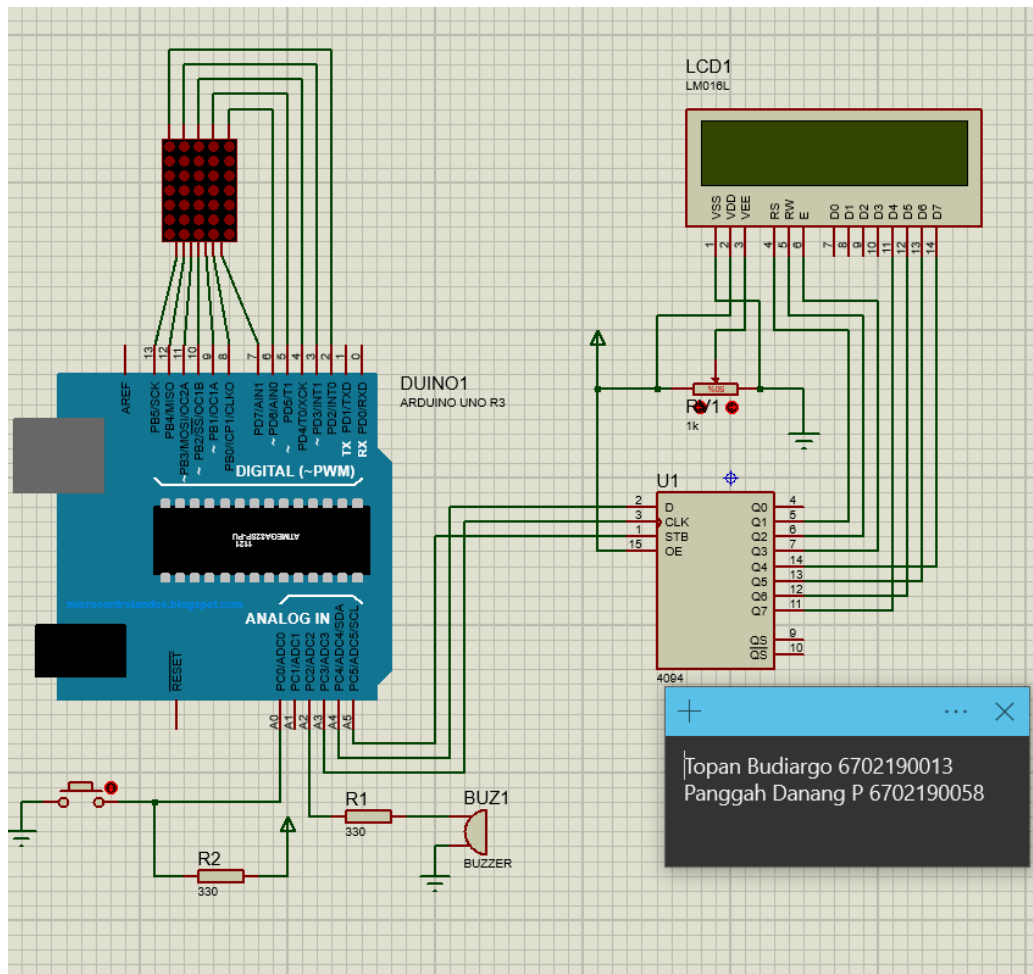 LCD1
LM016L
VSS
VDD
VEE
RS
RW
E
D0
D1
D2
D3
D4
D5
D6
D7
1
2
3
4
5
6
7
8
9
10
11
12
13
14
13
12
11
10
9
8
7
6
5
4
3
2
1
0
AREF
PB5/SCK
PB4/MISO
~PB3/MOSI/OC2A
~PB2/SS/OC1B
~PB1/OC1A
PB0/ICP1/CLKO
PD7/AIN1
~PD6/AIN0
~PD5/T1
PD4/T0/XCK
~PD3/INT1
PD2/INT0
PD1/TXD
PD0/RXD
TX
RX
DIGITAL (~PWM)
DUINO1
ARDUINO UNO R3
1121
ATMEGA328P-PU
microcontrolandos.blogspot.com
ANALOG IN
RESET
PC0/ADC0
PC1/ADC1
PC2/ADC2
PC3/ADC3
PC4/ADC4/SDA
PC5/ADC5/SCL
A0
A1
A2
A3
A4
A5
50%
RV1
1k
U1
2 D Q0 4
3 CLK Q1 5
1 STB Q2 6
15 OE Q3 7
Q4 14
Q5 13
Q6 12
Q7 11
QS 9
QS 10
4094
R1
330
BUZ1
BUZZER
R2
330
Topan Budiargo 6702190013
Panggah Danang P 6702190058